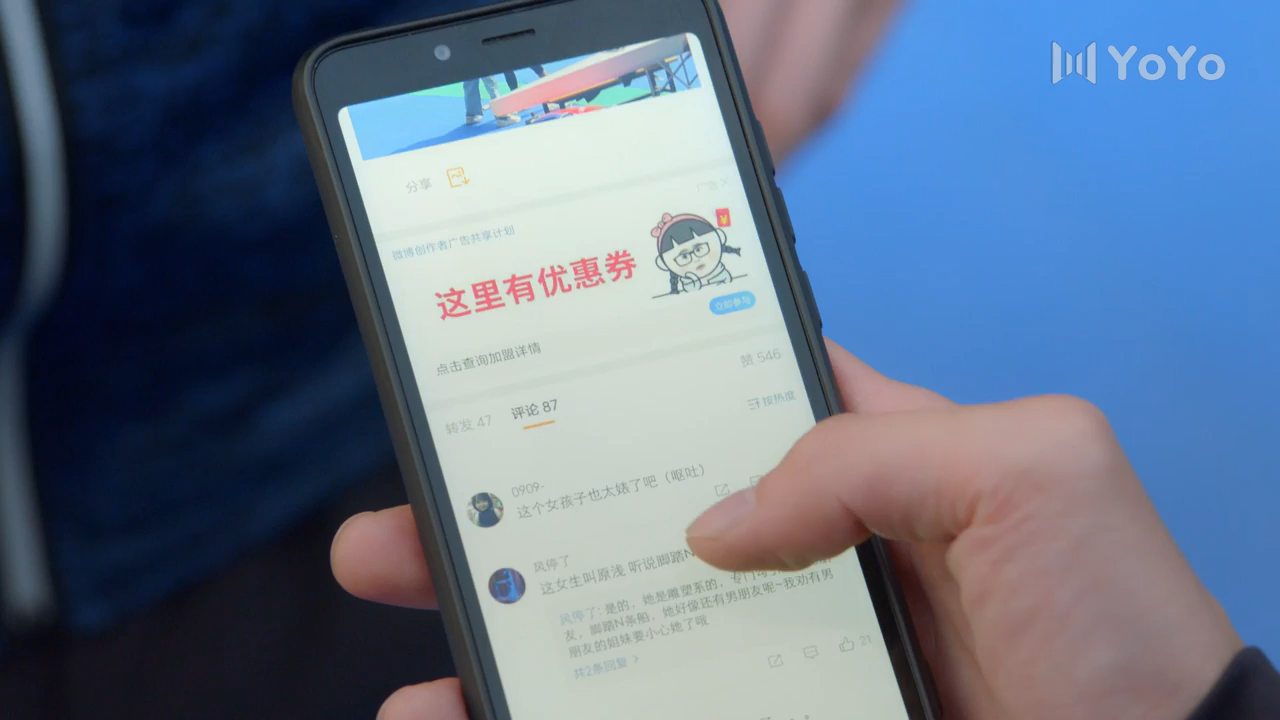 YoYo
分享
广告
微博创作者广告共享计划
这里有优惠券
立即参与
点击查询加盟详情
赞 546
转发 47 评论 87
按热度
0909-
这个女孩子也太婊了吧（呕吐）
风停了
这女生叫原浅 听说脚踏N
风停了: 是的，她是雕塑系的，专门
友，脚踏N条船，她好像还有男朋友呢~我劝有男
朋友的姐妹要小心她了哦
共2条回复 >
21